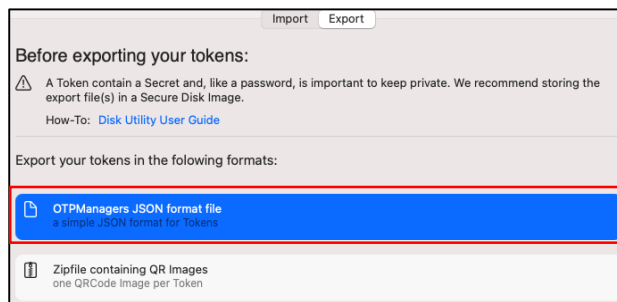 Import Export
Before exporting your tokens:
A Token contain a Secret and, like a password, is important to keep private. We recommend storing the
export file(s) in a Secure Disk Image.
How-To: Disk Utility User Guide
Export your tokens in the folowing formats:
OTPManagers JSON format file
a simple JSON format for Tokens
Zipfile containing QR Images
one QRCode Image per Token